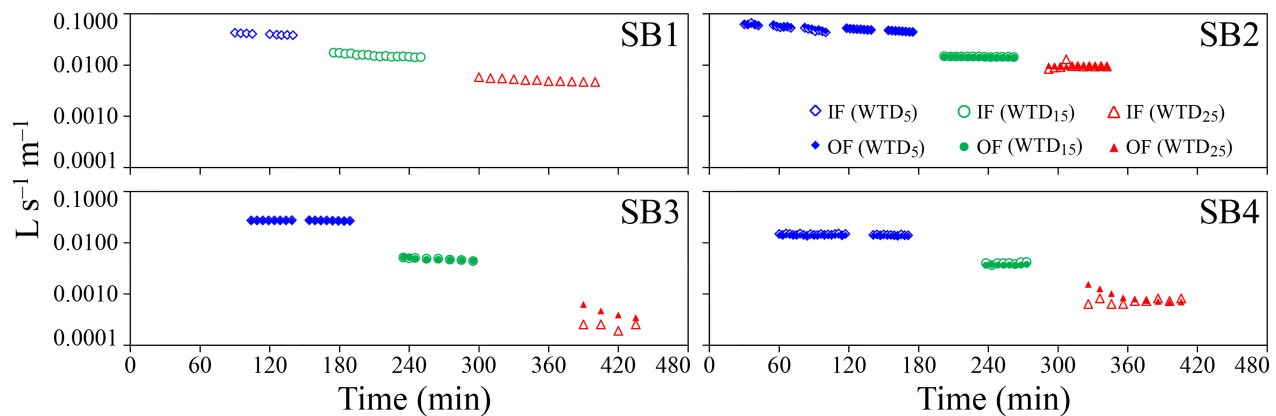 SB1
SB2
0.1000
0.0100
0.0010
0.0001
IF (WTD5) IF (WTD15) IF (WTD25)
OF (WTD5) OF (WTD15) OF (WTD25)
L s⁻¹ m⁻¹
SB3
SB4
0.1000
0.0100
0.0010
0.0001
0 60 120 180 240 300 360 420 480
0 60 120 180 240 300 360 420 480
Time (min)
Time (min)